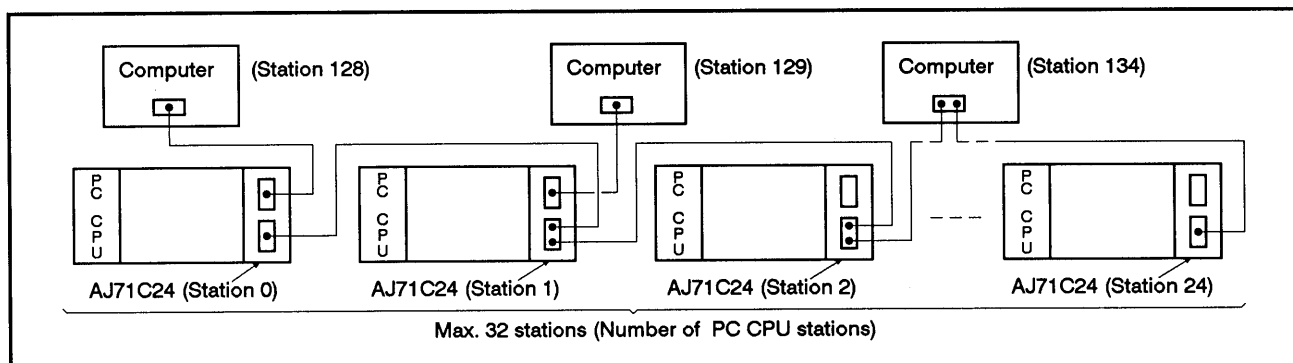 Computer (Station 128)
Computer (Station 129)
Computer (Station 134)
PC CPU
PC CPU
PC CPU
PC CPU
AJ71C24 (Station 0)
AJ71C24 (Station 1)
AJ71C24 (Station 2)
AJ71C24 (Station 24)
Max. 32 stations (Number of PC CPU stations)